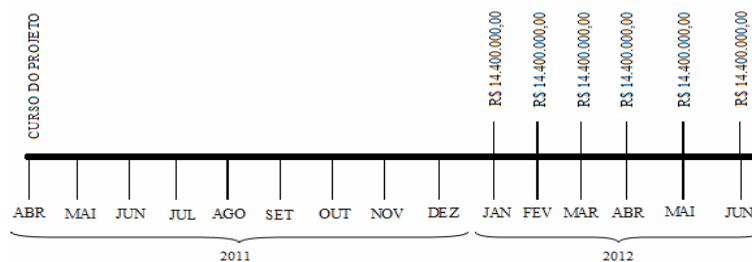 CURSO DO PROJETO
R$ 14.400.000,00
R$ 14.400.000,00
R$ 14.400.000,00
R$ 14.400.000,00
R$ 14.400.000,00
R$ 14.400.000,00
ABR MAI JUN JUL AGO SET OUT NOV DEZ JAN FEV MAR ABR MAI JUN
2011 2012